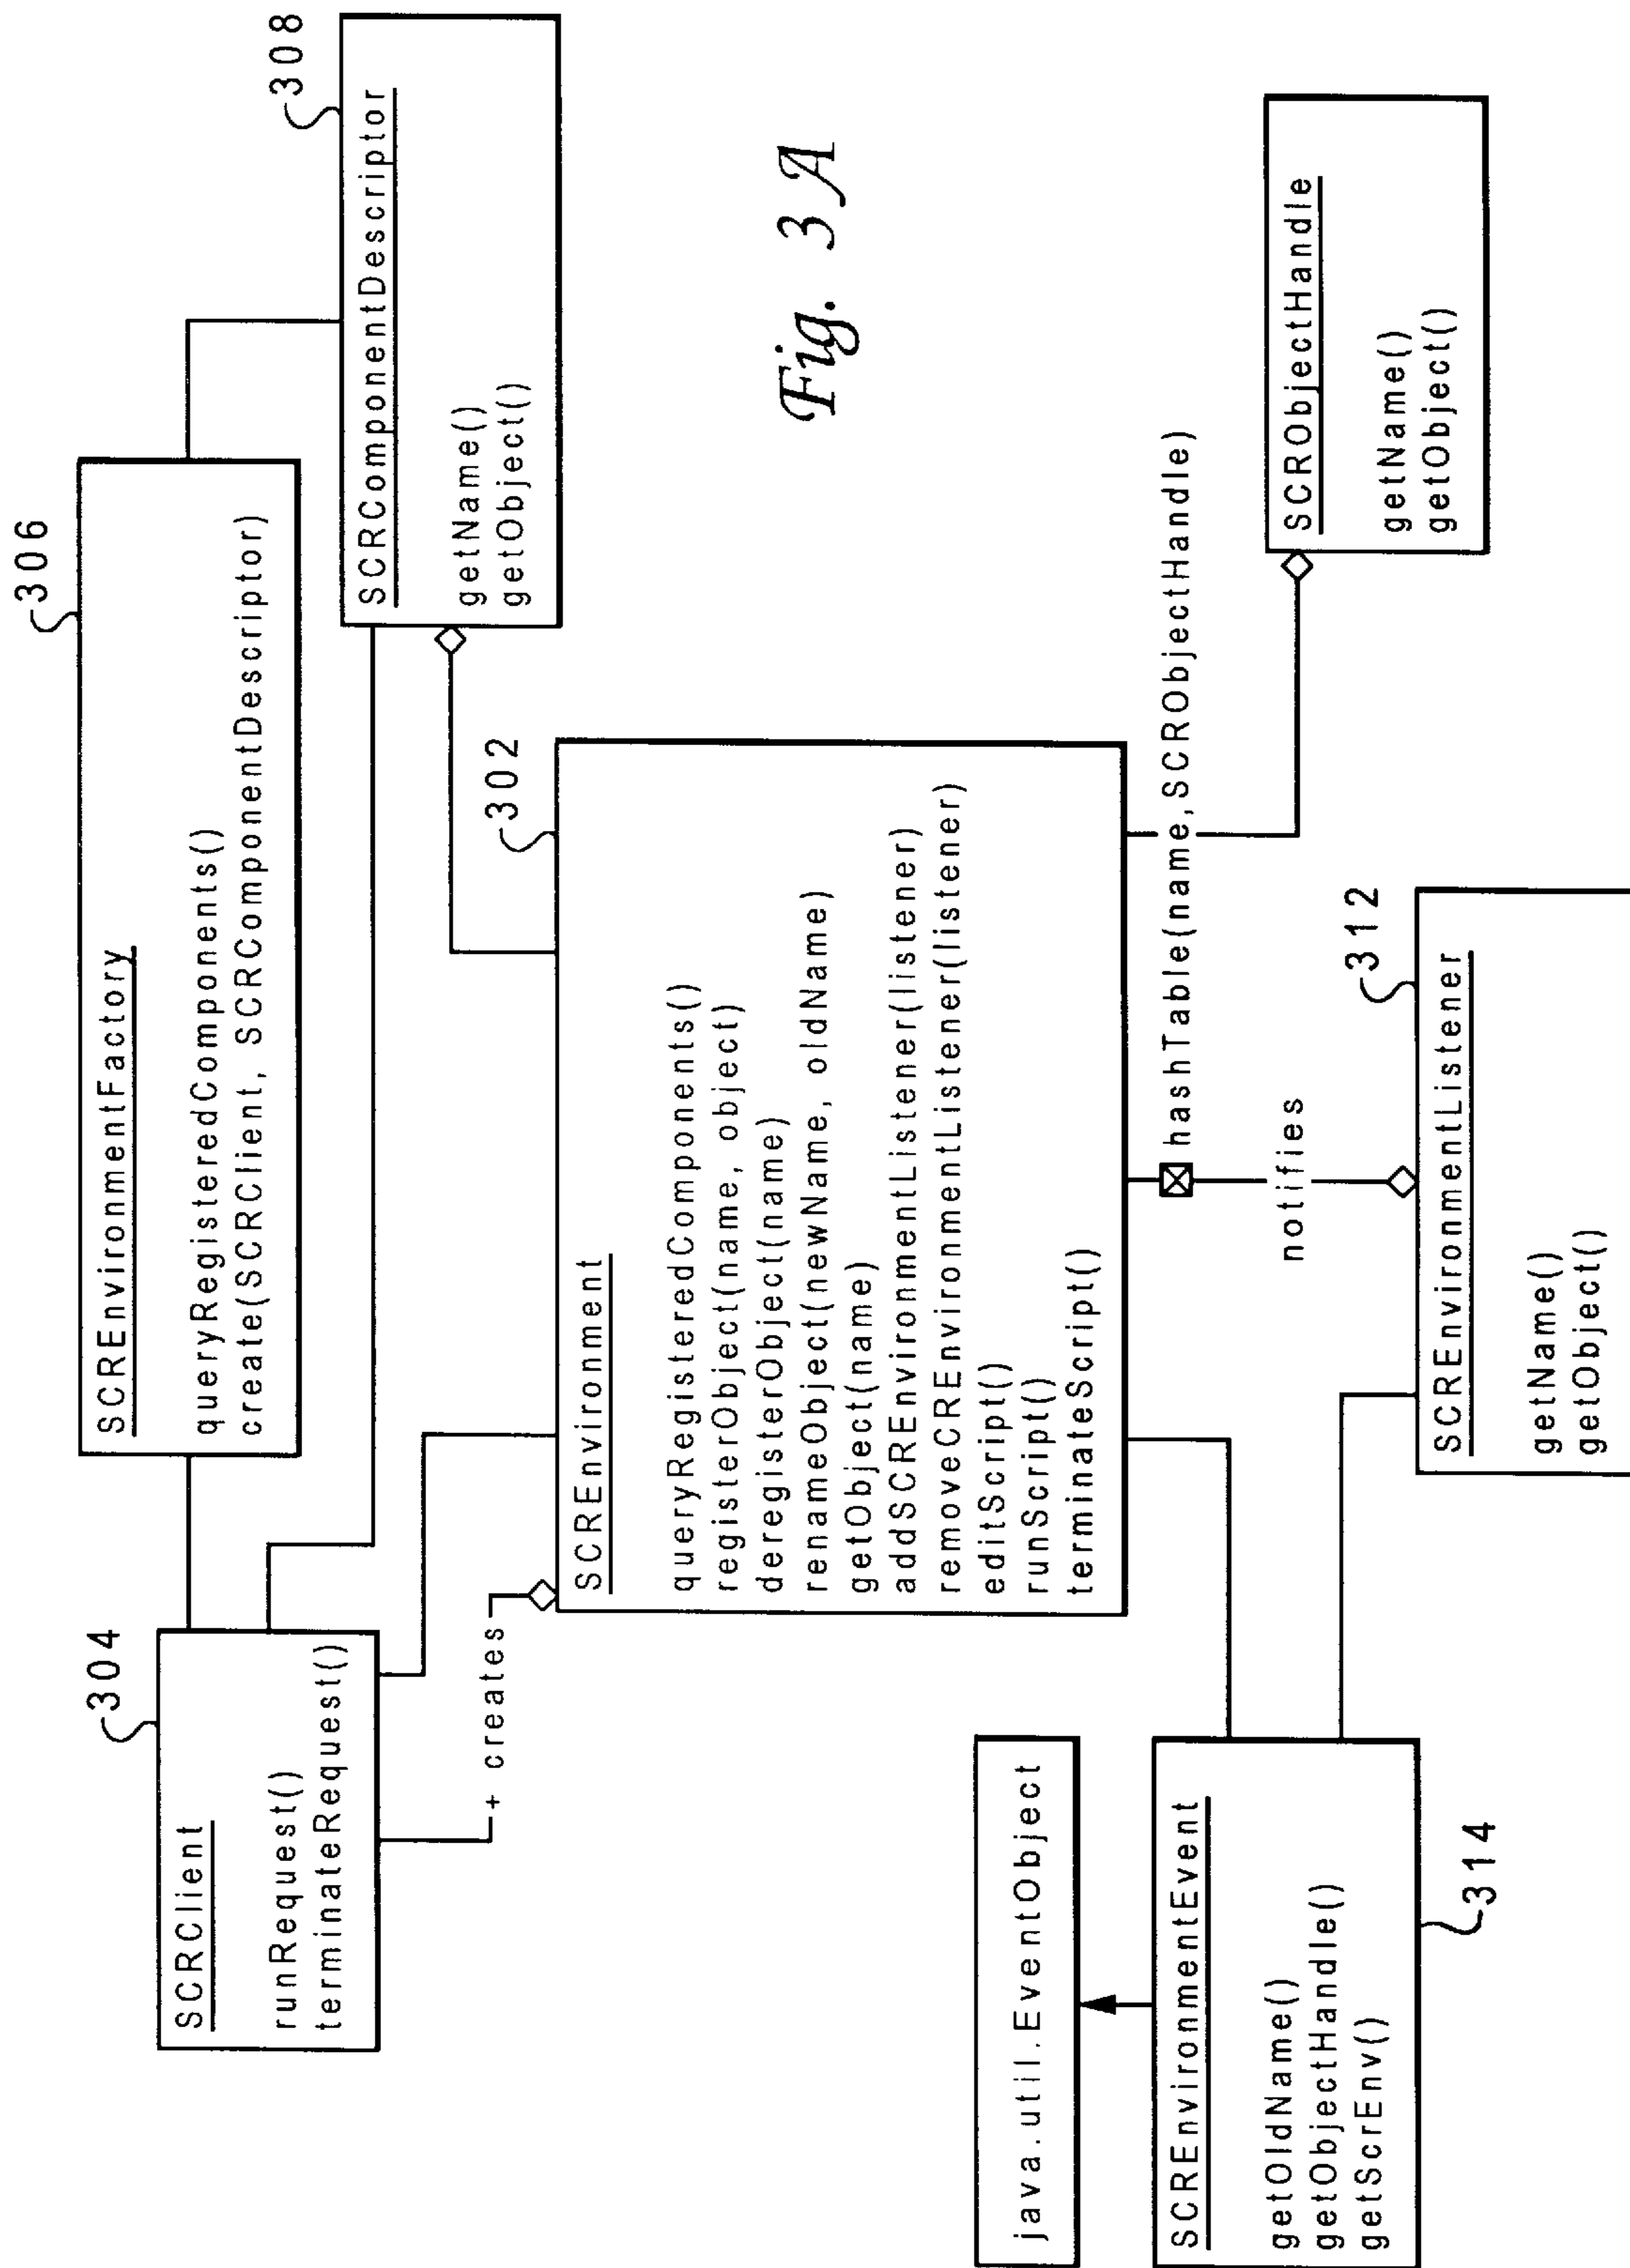 304
SCRClient
runRequest()
terminateRequest()
306
SCREnvironmentFactory
queryRegisteredComponents()
create(SCRClient, SCRComponentDescriptor)
308
SCRComponentDescriptor
getName()
getObject()
+ creates
302
SCREnvironment
queryRegisteredComponents()
registerObject(name, object)
deregisterObject(name)
renameObject(newName, oldName)
getObject(name)
addSCREnvironmentListener(listener)
removeCREnvironmentListener(listener)
editScript()
runScript()
terminateScript()
Fig. 3A
java.util.EventObject
hashTable(name,SCRObjectHandle)
notifies
SCREnvironmentEvent
getOldName()
getObjectHandle()
getScrEnv()
314
312
SCREnvironmentListener
getName()
getObject()
SCRObjectHandle
getName()
getObject()